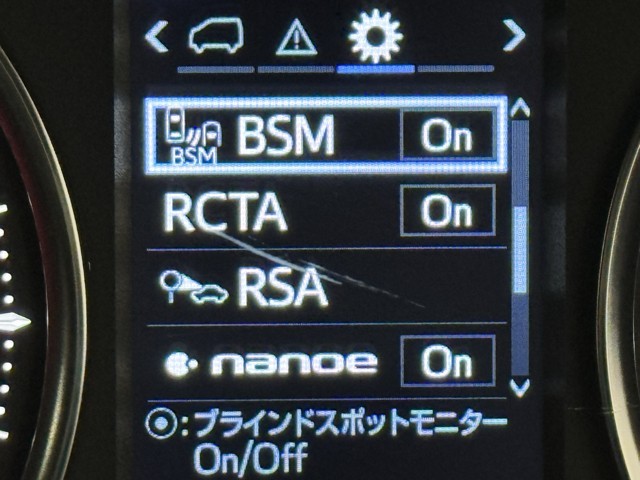 BSM BSM On
RCTA On
RSA
nanoe On
⦿:ブラインドスポットモニター
On/Off